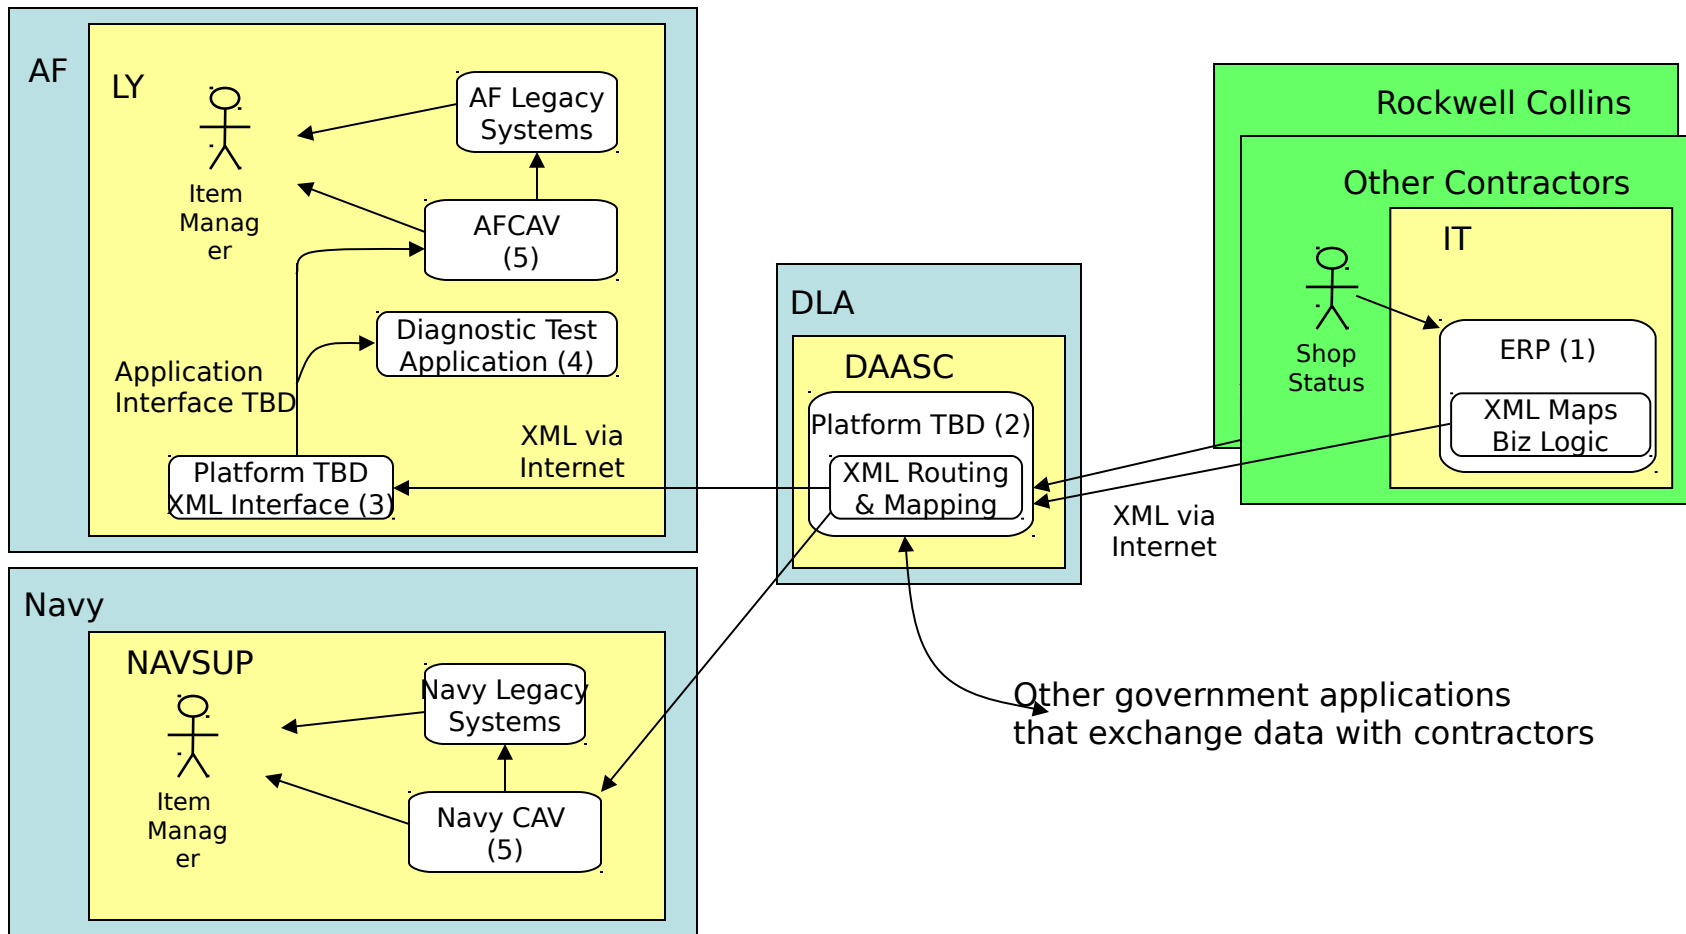 AF
LY
AF Legacy
Systems
Item
Manag
er
AFCAV
(5)
Diagnostic Test
Application (4)
Application
Interface TBD
XML via
Internet
Platform TBD
XML Interface (3)
Navy
NAVSUP
Navy Legacy
Systems
Item
Manag
er
Navy CAV
(5)
DLA
DAASC
Platform TBD (2)
XML Routing
& Mapping
Rockwell Collins
Other Contractors
IT
Shop
Status
ERP (1)
XML Maps
Biz Logic
XML via
Internet
Other government applications
that exchange data with contractors